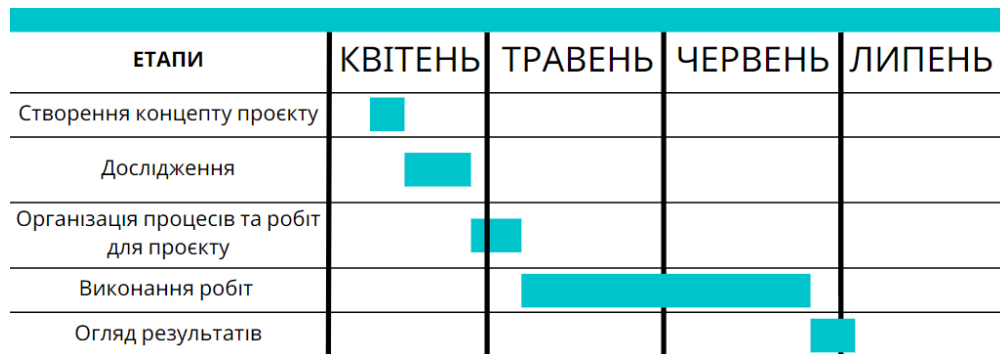 ЕТАПИ
КВІТЕНЬ
ТРАВЕНЬ
ЧЕРВЕНЬ
ЛИПЕНЬ
Створення концепту проєкту
Дослідження
Організація процесів та робіт
для проєкту
Виконання робіт
Огляд результатів